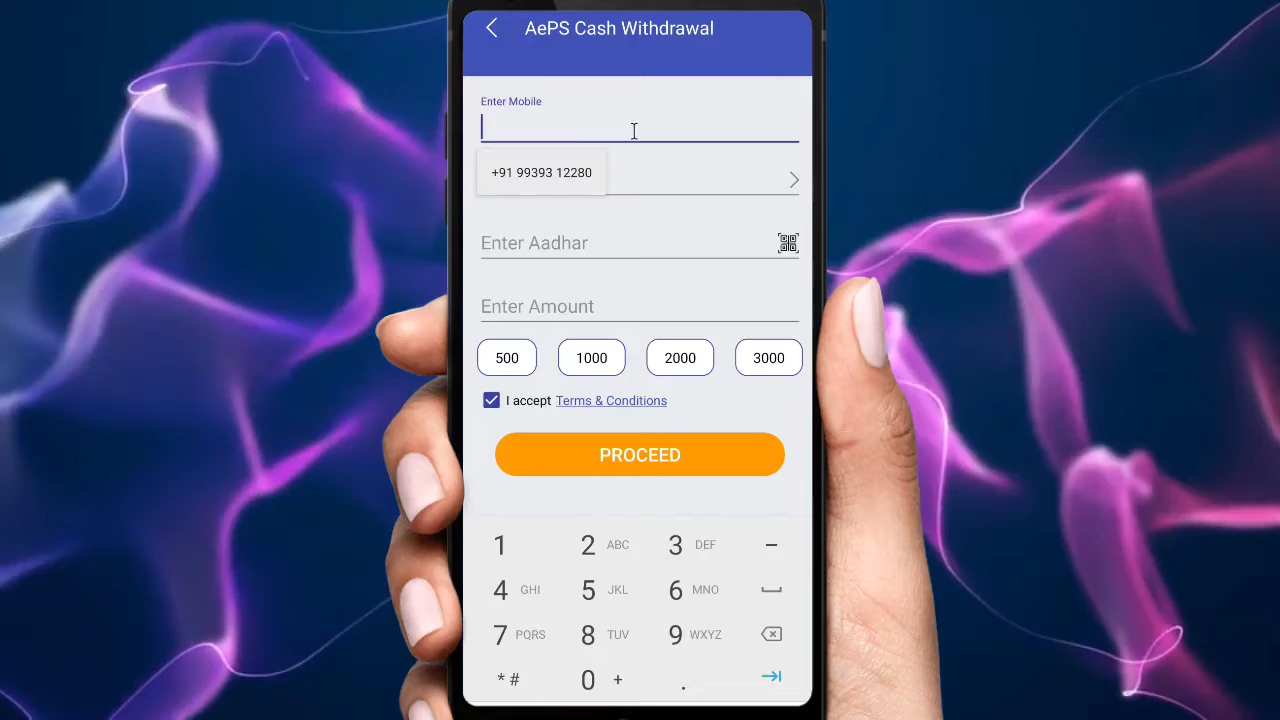 AePS Cash Withdrawal
Enter Mobile
+91 99393 12280
Enter Aadhar
Enter Amount
500 1000 2000 3000
I accept Terms & Conditions
PROCEED
1 2 ABC 3 DEF –
4 GHI 5 JKL 6 MNO
7 PQRS 8 TUV 9 WXYZ
* # 0 + .